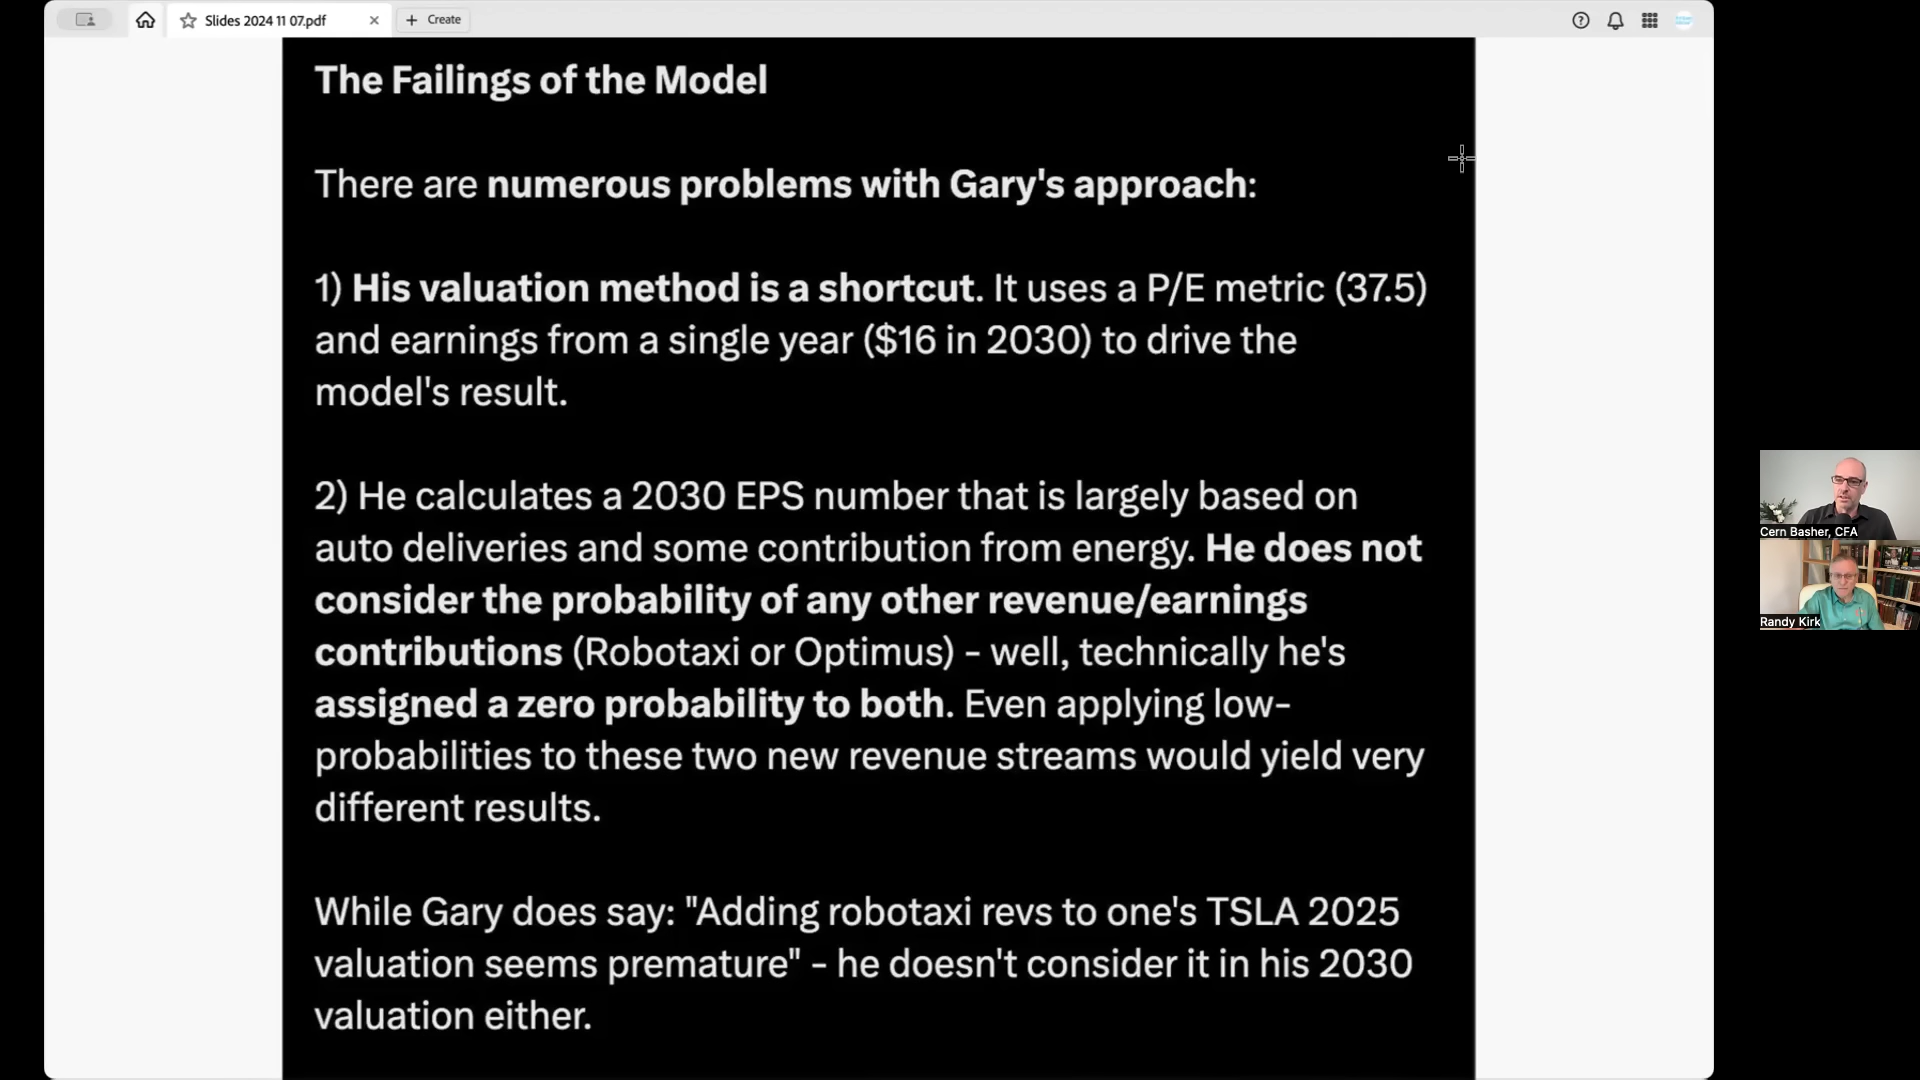 Slides 2024 11 07.pdf
Create
The Failings of the Model
There are numerous problems with Gary's approach:
1) His valuation method is a shortcut. It uses a P/E metric (37.5)
and earnings from a single year ($16 in 2030) to drive the
model's result.
2) He calculates a 2030 EPS number that is largely based on
auto deliveries and some contribution from energy. He does not
consider the probability of any other revenue/earnings
contributions (Robotaxi or Optimus) - well, technically he's
assigned a zero probability to both. Even applying low-
probabilities to these two new revenue streams would yield very
different results.
While Gary does say: "Adding robotaxi revs to one's TSLA 2025
valuation seems premature" - he doesn't consider it in his 2030
valuation either.
Cern Basher, CFA
Randy Kirk